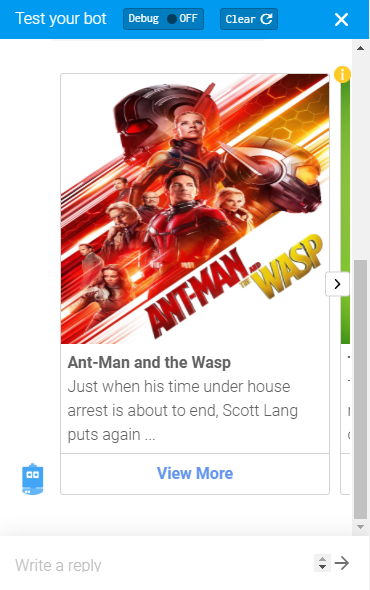 Test your bot
Debug OFF
Clear
i
ANT-MAN AND THE WASP
Ant-Man and the Wasp
Just when his time under house
arrest is about to end, Scott Lang
puts again ...
View More
Write a reply